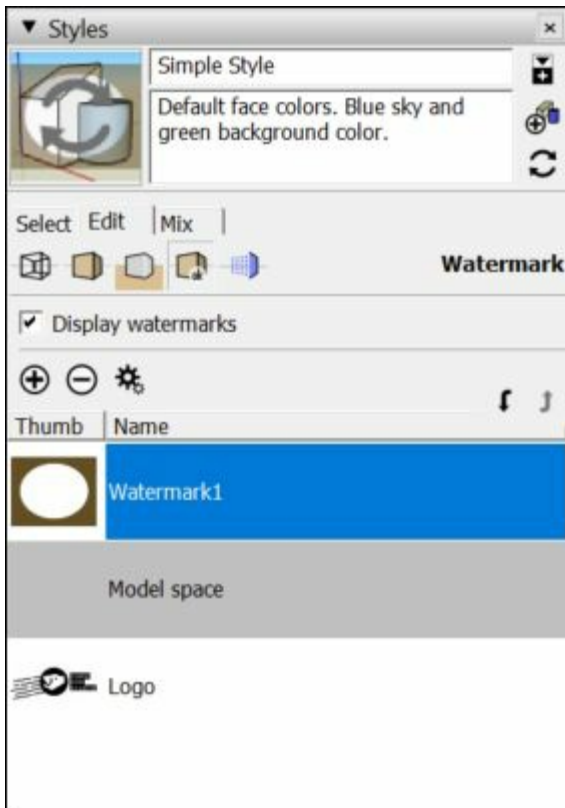 Styles
Simple Style
Default face colors. Blue sky and
green background color.
Select Edit Mix
Watermark
Display watermarks
Thumb Name
Watermark1
Model space
Logo